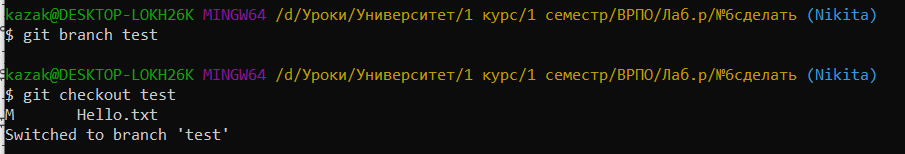 kazak@DESKTOP-LOKH26K MINGW64 /d/Уроки/Университет/1 курс/1 семестр/ВРПО/Лаб.р/№6сделать (Nikita)
$ git branch test
kazak@DESKTOP-LOKH26K MINGW64 /d/Уроки/Университет/1 курс/1 семестр/ВРПО/Лаб.р/№6сделать (Nikita)
$ git checkout test
M       Hello.txt
Switched to branch 'test'